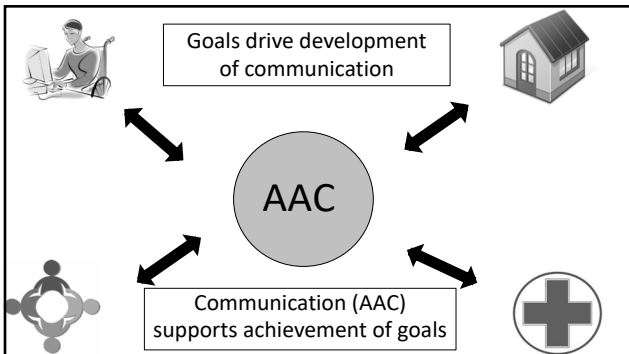 Goals drive development
of communication
AAC
Communication (AAC)
supports achievement of goals